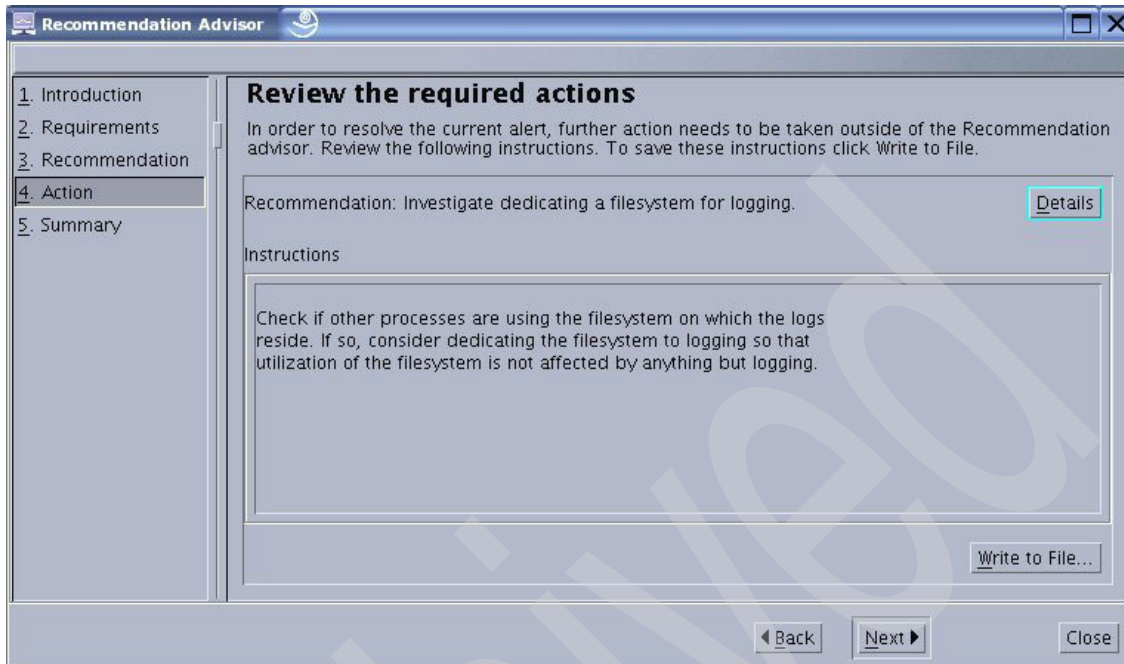 Recommendation Advisor
1. Introduction
2. Requirements
3. Recommendation
4. Action
5. Summary
Review the required actions
In order to resolve the current alert, further action needs to be taken outside of the Recommendation
advisor. Review the following instructions. To save these instructions click Write to File.
Recommendation: Investigate dedicating a filesystem for logging.
Details
Instructions
Check if other processes are using the filesystem on which the logs
reside. If so, consider dedicating the filesystem to logging so that
utilization of the filesystem is not affected by anything but logging.
Write to File...
Back
Next
Close